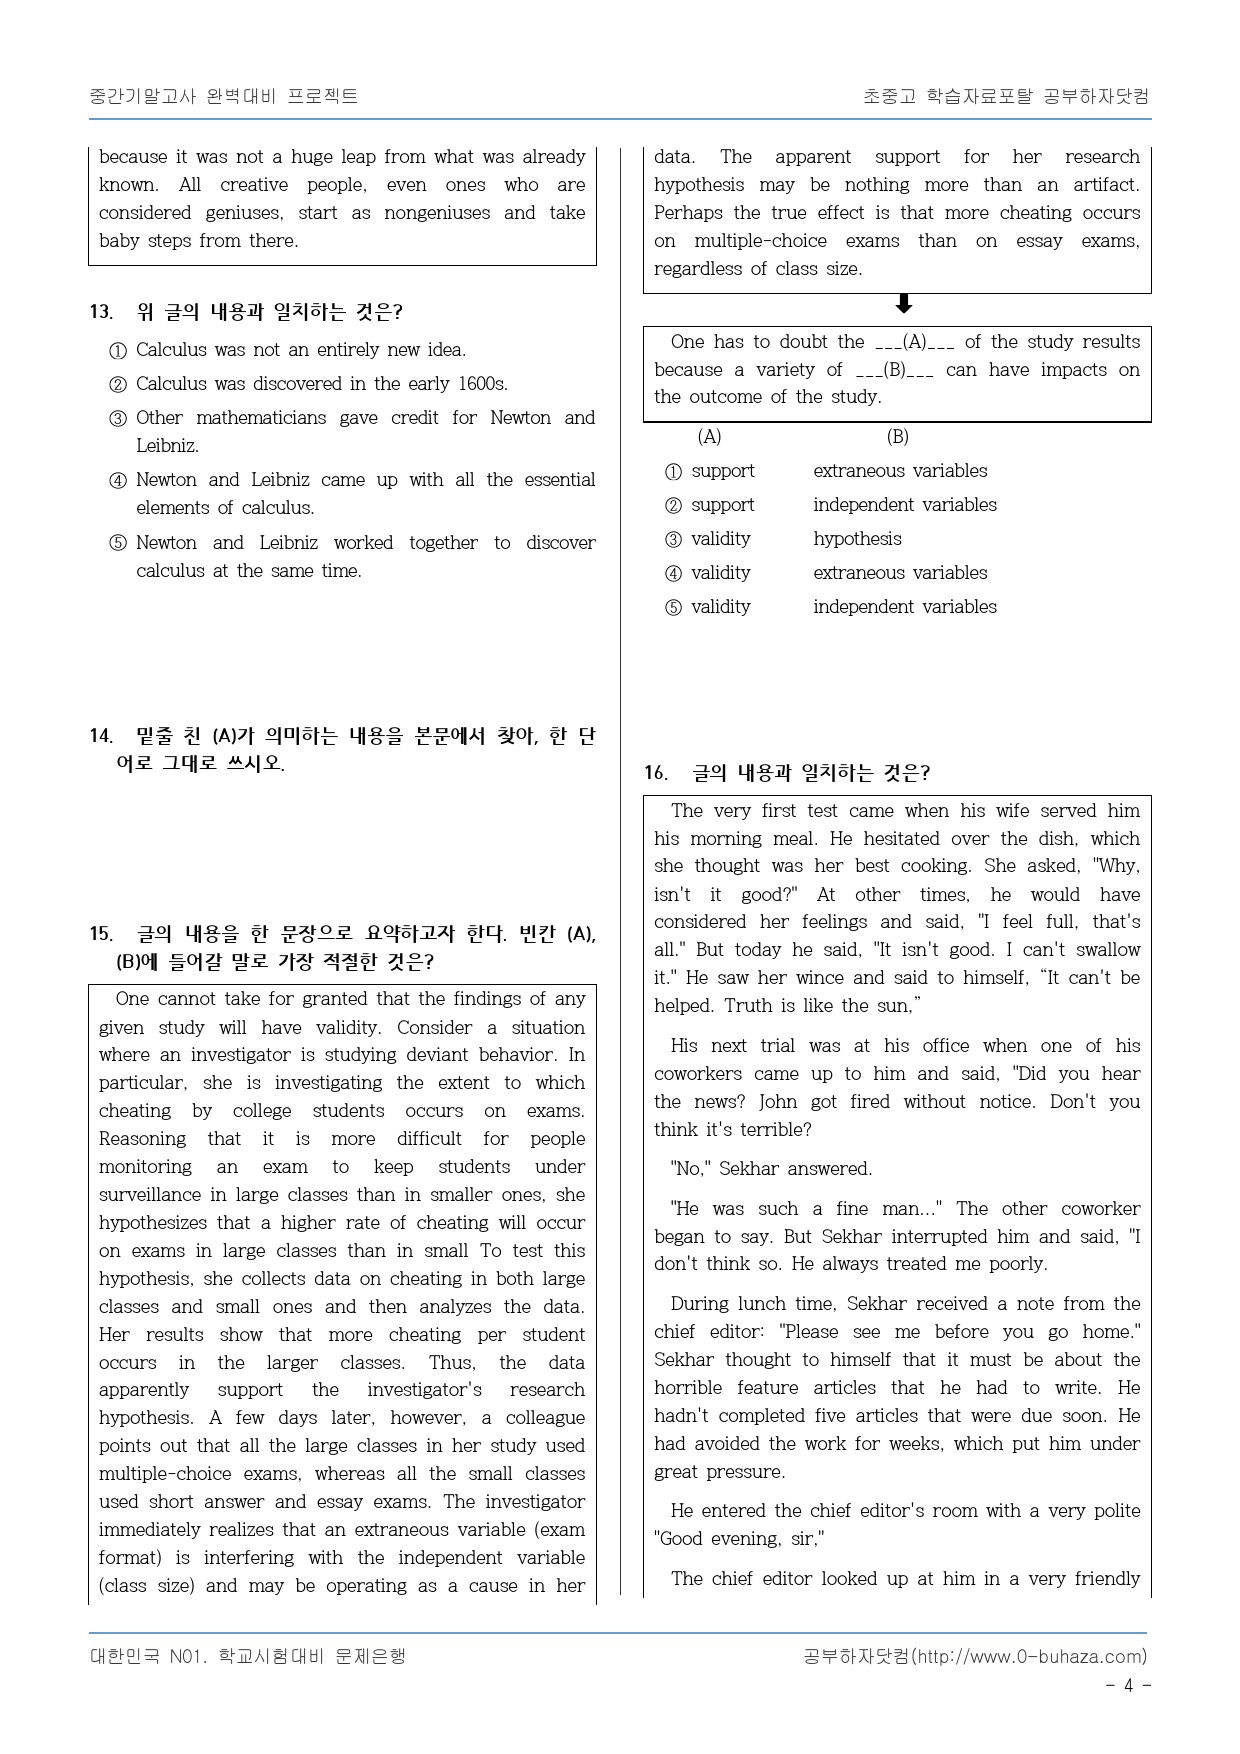 중간기말고사 완벽대비 프로젝트
초중고 학습자료포탈 공부하자닷컴
because it was not a huge leap from what was already
known. All creative people, even ones who are
considered geniuses, start as nongeniuses and take
baby steps from there.
13. 위 글의 내용과 일치하는 것은?
① Calculus was not an entirely new idea.
② Calculus was discovered in the early 1600s.
③ Other mathematicians gave credit for Newton and
Leibniz.
④ Newton and Leibniz came up with all the essential
elements of calculus.
⑤ Newton and Leibniz worked together to discover
calculus at the same time.
14. 밑줄 친 (A)가 의미하는 내용을 본문에서 찾아, 한 단
어로 그대로 쓰시오.
15. 글의 내용을 한 문장으로 요약하고자 한다. 빈칸 (A),
(B)에 들어갈 말로 가장 적절한 것은?
One cannot take for granted that the findings of any
given study will have validity. Consider a situation
where an investigator is studying deviant behavior. In
particular, she is investigating the extent to which
cheating by college students occurs on exams.
Reasoning that it is more difficult for people
monitoring an exam to keep students under
surveillance in large classes than in smaller ones, she
hypothesizes that a higher rate of cheating will occur
on exams in large classes than in small To test this
hypothesis, she collects data on cheating in both large
classes and small ones and then analyzes the data.
Her results show that more cheating per student
occurs in the larger classes. Thus, the data
apparently support the investigator's research
hypothesis. A few days later, however, a colleague
points out that all the large classes in her study used
multiple-choice exams, whereas all the small classes
used short answer and essay exams. The investigator
immediately realizes that an extraneous variable (exam
format) is interfering with the independent variable
(class size) and may be operating as a cause in her
data. The apparent support for her research
hypothesis may be nothing more than an artifact.
Perhaps the true effect is that more cheating occurs
on multiple-choice exams than on essay exams,
regardless of class size.
One has to doubt the ___(A)___ of the study results
because a variety of ___(B)___ can have impacts on
the outcome of the study.
(A) (B)
① support extraneous variables
② support independent variables
③ validity hypothesis
④ validity extraneous variables
⑤ validity independent variables
16. 글의 내용과 일치하는 것은?
The very first test came when his wife served him
his morning meal. He hesitated over the dish, which
she thought was her best cooking. She asked, "Why,
isn't it good?" At other times, he would have
considered her feelings and said, "I feel full, that's
all." But today he said, "It isn't good. I can't swallow
it." He saw her wince and said to himself, “It can't be
helped. Truth is like the sun,”
His next trial was at his office when one of his
coworkers came up to him and said, "Did you hear
the news? John got fired without notice. Don't you
think it's terrible?
"No," Sekhar answered.
"He was such a fine man..." The other coworker
began to say. But Sekhar interrupted him and said, "I
don't think so. He always treated me poorly.
During lunch time, Sekhar received a note from the
chief editor: "Please see me before you go home."
Sekhar thought to himself that it must be about the
horrible feature articles that he had to write. He
hadn't completed five articles that were due soon. He
had avoided the work for weeks, which put him under
great pressure.
He entered the chief editor's room with a very polite
"Good evening, sir,"
The chief editor looked up at him in a very friendly
대한민국 N01. 학교시험대비 문제은행
공부하자닷컴(http://www.0-buhaza.com)
- 4 -